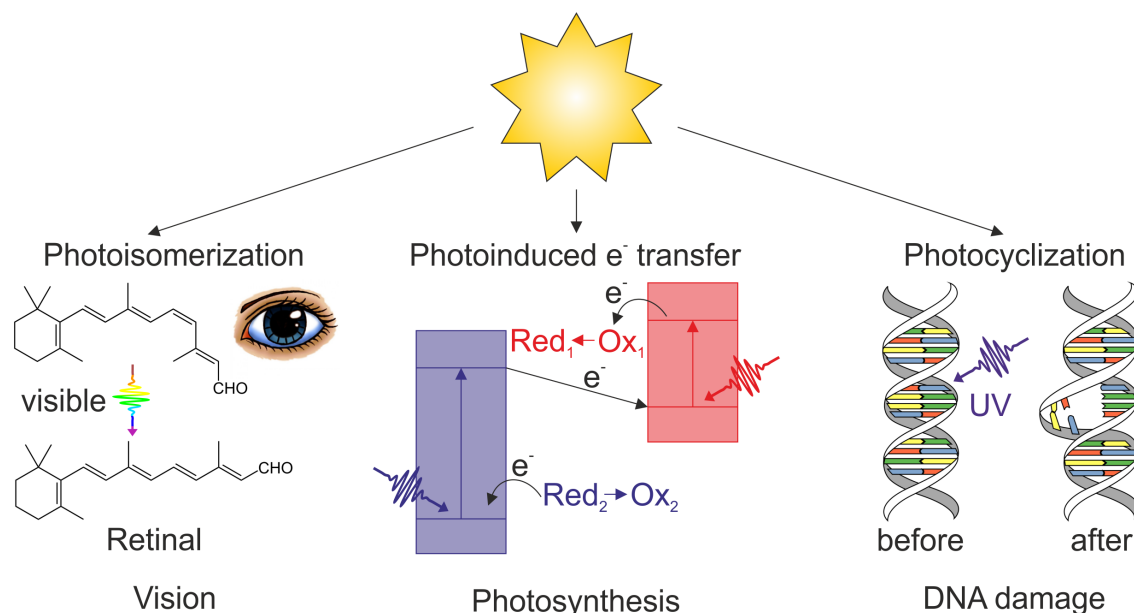 Photoisomerization
CHO
visible
CHO
Retinal
Vision
Photoinduced e⁻ transfer
e⁻
Red₁←Ox₁
e⁻
e⁻
Red₂→Ox₂
Photosynthesis
Photocyclization
UV
before after
DNA damage